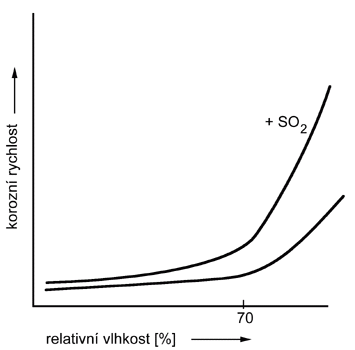 korozní rychlost
+ SO2
70
relativní vlhkost [%]